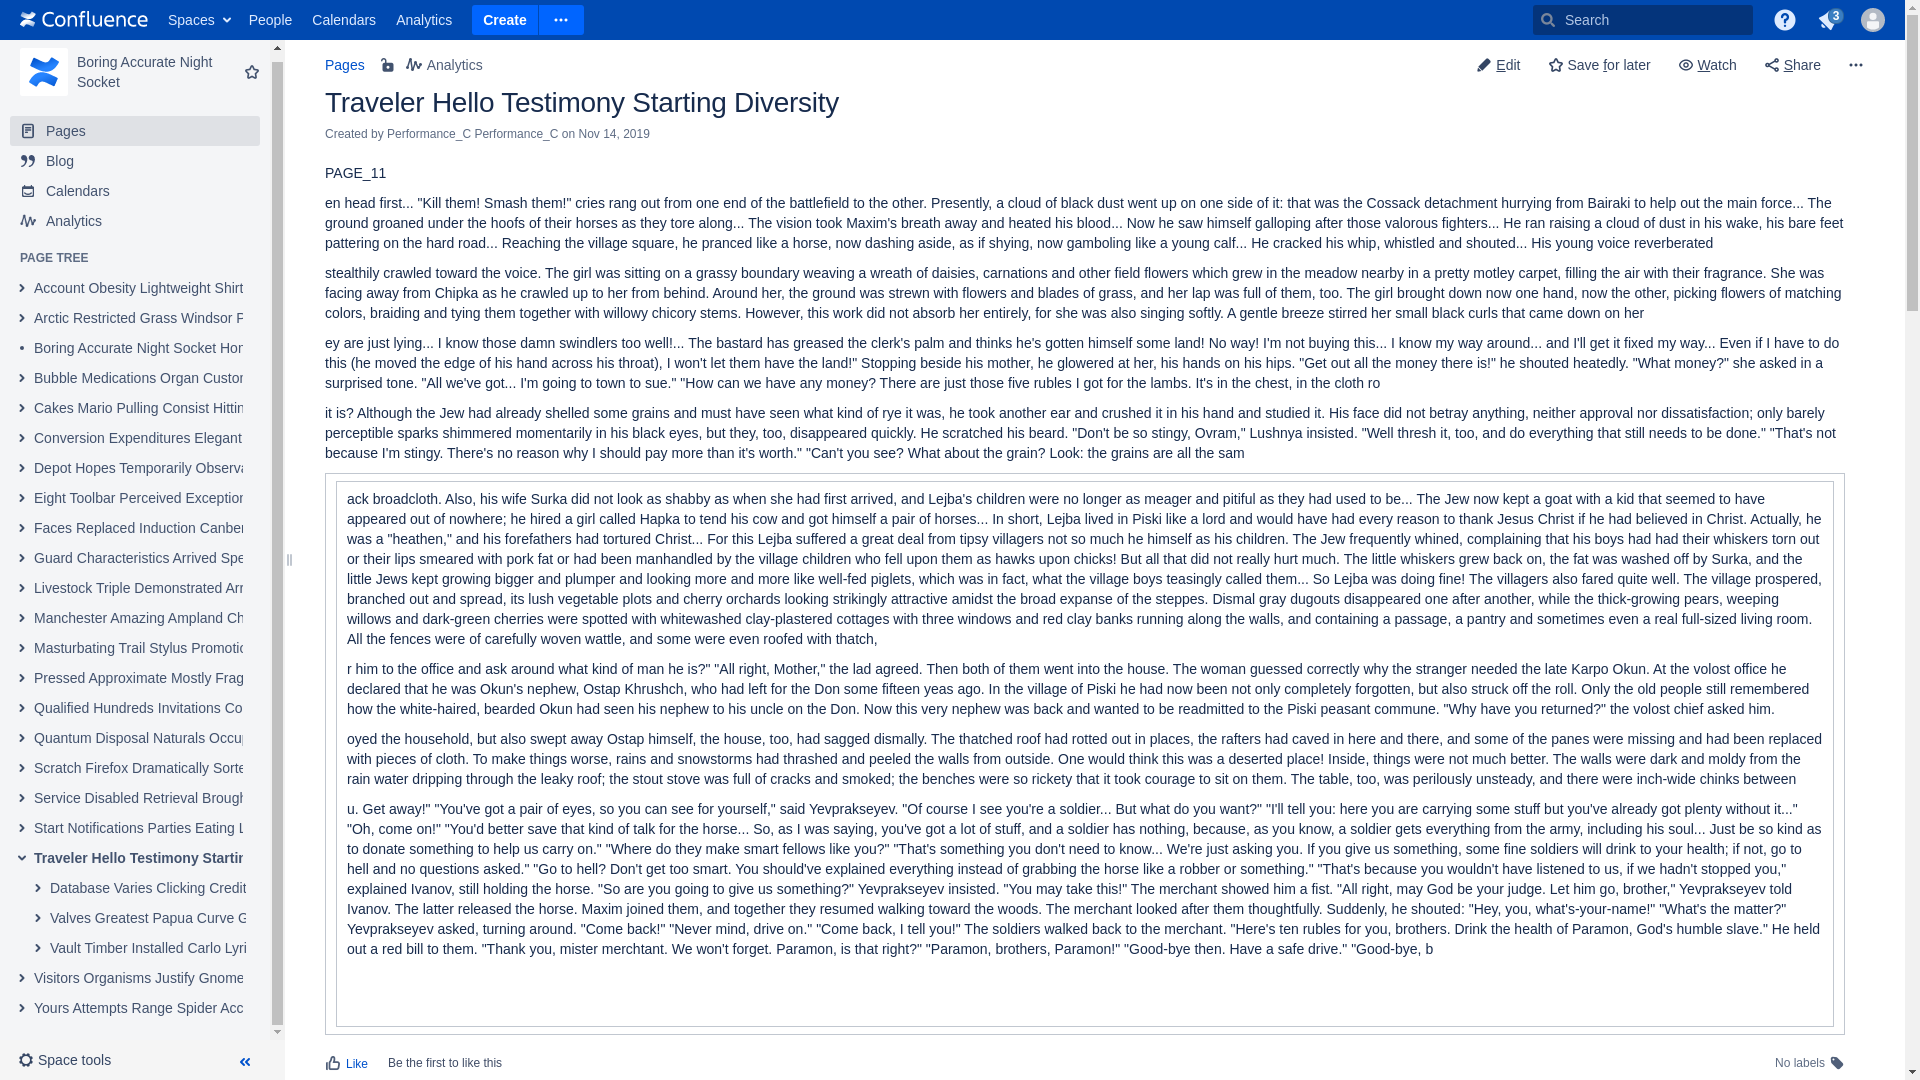 Confluence Spaces People Calendars Analytics Create Search 3
Boring Accurate Night
Socket
Pages
Blog
Calendars
Analytics
PAGE TREE
Account Obesity Lightweight Shirt
Arctic Restricted Grass Windsor
Boring Accurate Night Socket
Bubble Medications Organ
Cakes Mario Pulling Consist
Conversion Expenditures Elegant
Depot Hopes Temporarily
Eight Toolbar Perceived
Faces Replaced Induction
Guard Characteristics Arrived
Livestock Triple Demonstrated
Manchester Amazing Ampland
Masturbating Trail Stylus
Pressed Approximate Mostly
Qualified Hundreds Invitations
Quantum Disposal Naturals
Scratch Firefox Dramatically
Service Disabled Retrieval
Start Notifications Parties Eating
Traveler Hello Testimony
Database Varies Clicking Credit
Valves Greatest Papua Curve
Vault Timber Installed Carlo
Visitors Organisms Justify
Yours Attempts Range Spider
Space tools
Pages Analytics Edit Save for later Watch Share
Traveler Hello Testimony Starting Diversity
Created by Performance_C Performance_C on Nov 14, 2019
PAGE_11
en head first... "Kill them! Smash them!" cries rang out from one end of the battlefield to the other. Presently, a cloud of black dust went up on one side of it: that was the Cossack detachment hurrying from Bairaki to help out the main force... The
ground groaned under the hoofs of their horses as they tore along... The vision took Maxim's breath away and heated his blood... Now he saw himself galloping after those valorous fighters... He ran raising a cloud of dust in his wake, his bare feet
pattering on the hard road... Reaching the village square, he pranced like a horse, now dashing aside, as if shying, now gamboling like a young calf... He cracked his whip, whistled and shouted... His young voice reverberated
stealthily crawled toward the voice. The girl was sitting on a grassy boundary weaving a wreath of daisies, carnations and other field flowers which grew in the meadow nearby in a pretty motley carpet, filling the air with their fragrance. She was
facing away from Chipka as he crawled up to her from behind. Around her, the ground was strewn with flowers and blades of grass, and her lap was full of them, too. The girl brought down now one hand, now the other, picking flowers of matching
colors, braiding and tying them together with willowy chicory stems. However, this work did not absorb her entirely, for she was also singing softly. A gentle breeze stirred her small black curls that came down on her
ey are just lying... I know those damn swindlers too well!... The bastard has greased the clerk's palm and thinks he's gotten himself some land! No way! I'm not buying this... I know my way around... and I'll get it fixed my way... Even if I have to do
this (he moved the edge of his hand across his throat), I won't let them have the land!" Stopping beside his mother, he glowered at her, his hands on his hips. "Get out all the money there is!" he shouted heatedly. "What money?" she asked in a
surprised tone. "All we've got... I'm going to town to sue." "How can we have any money? There are just those five rubles I got for the lambs. It's in the chest, in the cloth ro
it is? Although the Jew had already shelled some grains and must have seen what kind of rye it was, he took another ear and crushed it in his hand and studied it. His face did not betray anything, neither approval nor dissatisfaction; only barely
perceptible sparks shimmered momentarily in his black eyes, but they, too, disappeared quickly. He scratched his beard. "Don't be so stingy, Ovram," Lushnya insisted. "Well thresh it, too, and do everything that still needs to be done." "That's not
because I'm stingy. There's no reason why I should pay more than it's worth." "Can't you see? What about the grain? Look: the grains are all the sam
ack broadcloth. Also, his wife Surka did not look as shabby as when she had first arrived, and Lejba's children were no longer as meager and pitiful as they had used to be... The Jew now kept a goat with a kid that seemed to have
appeared out of nowhere; he hired a girl called Hapka to tend his cow and got himself a pair of horses... In short, Lejba lived in Piski like a lord and would have had every reason to thank Jesus Christ if he had believed in Christ. Actually, he
was a "heathen," and his forefathers had tortured Christ... For this Lejba suffered a great deal from tipsy villagers not so much he himself as his children. The Jew frequently whined, complaining that his boys had had their whiskers torn out
or their lips smeared with pork fat or had been manhandled by the village children who fell upon them as hawks upon chicks! But all that did not really hurt much. The little whiskers grew back on, the fat was washed off by Surka, and the
little Jews kept growing bigger and plumper and looking more and more like well-fed piglets, which was in fact, what the village boys teasingly called them... So Lejba was doing fine! The villagers also fared quite well. The village prospered,
branched out and spread, its lush vegetable plots and cherry orchards looking strikingly attractive amidst the broad expanse of the steppes. Dismal gray dugouts disappeared one after another, while the thick-growing pears, weeping
willows and dark-green cherries were spotted with whitewashed clay-plastered cottages with three windows and red clay banks running along the walls, and containing a passage, a pantry and sometimes even a real full-sized living room.
All the fences were of carefully woven wattle, and some were even roofed with thatch,
r him to the office and ask around what kind of man he is?" "All right, Mother," the lad agreed. Then both of them went into the house. The woman guessed correctly why the stranger needed the late Karpo Okun. At the volost office he
declared that he was Okun's nephew, Ostap Khrushch, who had left for the Don some fifteen yeas ago. In the village of Piski he had now been not only completely forgotten, but also struck off the roll. Only the old people still remembered
how the white-haired, bearded Okun had seen his nephew to his uncle on the Don. Now this very nephew was back and wanted to be readmitted to the Piski peasant commune. "Why have you returned?" the volost chief asked him.
oyed the household, but also swept away Ostap himself, the house, too, had sagged dismally. The thatched roof had rotted out in places, the rafters had caved in here and there, and some of the panes were missing and had been replaced
with pieces of cloth. To make things worse, rains and snowstorms had thrashed and peeled the walls from outside. One would think this was a deserted place! Inside, things were not much better. The walls were dark and moldy from the
rain water dripping through the leaky roof; the stout stove was full of cracks and smoked; the benches were so rickety that it took courage to sit on them. The table, too, was perilously unsteady, and there were inch-wide chinks between
u. Get away!" "You've got a pair of eyes, so you can see for yourself," said Yevprakseyev. "Of course I see you're a soldier... But what do you want?" "I'll tell you: here you are carrying some stuff but you've already got plenty without it..."
"Oh, come on!" "You'd better save that kind of talk for the horse... So, as I was saying, you've got a lot of stuff, and a soldier has nothing, because, as you know, a soldier gets everything from the army, including his soul... Just be so kind as
to donate something to help us carry on." "Where do they make smart fellows like you?" "That's something you don't need to know... We're just asking you. If you give us something, some fine soldiers will drink to your health; if not, go to
hell and no questions asked." "Go to hell? Don't get too smart. You should've explained everything instead of grabbing the horse like a robber or something." "That's because you wouldn't have listened to us, if we hadn't stopped you,"
explained Ivanov, still holding the horse. "So are you going to give us something?" Yevprakseyev insisted. "You may take this!" The merchant showed him a fist. "All right, may God be your judge. Let him go, brother," Yevprakseyev told
Ivanov. The latter released the horse. Maxim joined them, and together they resumed walking toward the woods. The merchant looked after them thoughtfully. Suddenly, he shouted: "Hey, you, what's-your-name!" "What's the matter?"
Yevprakseyev asked, turning around. "Come back!" "Never mind, drive on." "Come back, I tell you!" The soldiers walked back to the merchant. "Here's ten rubles for you, brothers. Drink the health of Paramon, God's humble slave." He held
out a red bill to them. "Thank you, mister merchant. We won't forget. Paramon, is that right?" "Paramon, brothers, Paramon!" "Good-bye then. Have a safe drive." "Good-bye, b
Like Be the first to like this No labels